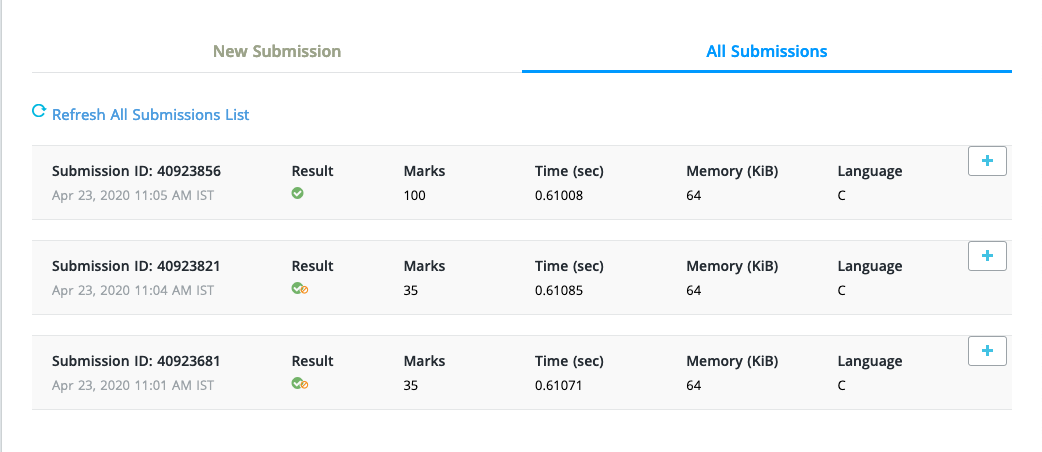 New Submission All Submissions
Refresh All Submissions List
Submission ID: 40923856 Result Marks Time (sec) Memory (KiB) Language
Apr 23, 2020 11:05 AM IST 100 0.61008 64 C
Submission ID: 40923821 Result Marks Time (sec) Memory (KiB) Language
Apr 23, 2020 11:04 AM IST 35 0.61085 64 C
Submission ID: 40923681 Result Marks Time (sec) Memory (KiB) Language
Apr 23, 2020 11:01 AM IST 35 0.61071 64 C